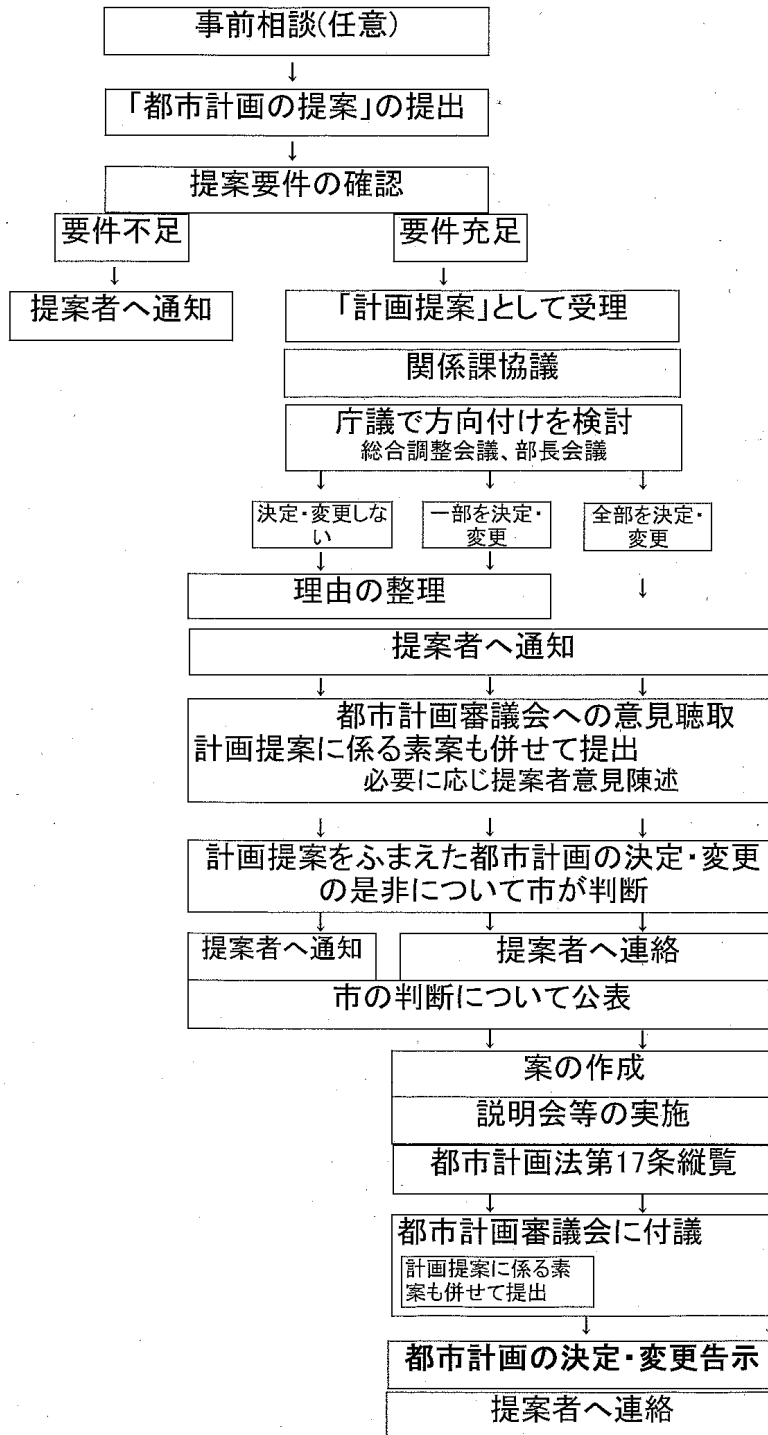 事前相談(任意)
↓
「都市計画の提案」の提出
↓
提案要件の確認
要件不足 要件充足
↓ ↓
提案者へ通知 「計画提案」として受理
関係課協議
庁議で方向付けを検討
総合調整会議、部長会議
↓ ↓ ↓
決定・変更しな 一部を決定・ 全部を決定・
い 変更 変更
↓ ↓
理由の整理 ↓
提案者へ通知
↓ ↓ ↓
都市計画審議会への意見聴取
計画提案に係る素案も併せて提出
必要に応じ提案者意見陳述
↓ ↓ ↓
計画提案をふまえた都市計画の決定・変更
の是非について市が判断
↓ ↓ ↓
提案者へ通知 提案者へ連絡
市の判断について公表
↓ ↓
案の作成
説明会等の実施
都市計画法第17条縦覧
↓ ↓
都市計画審議会に付議
計画提案に係る素
案も併せて提出
↓
都市計画の決定・変更告示
提案者へ連絡